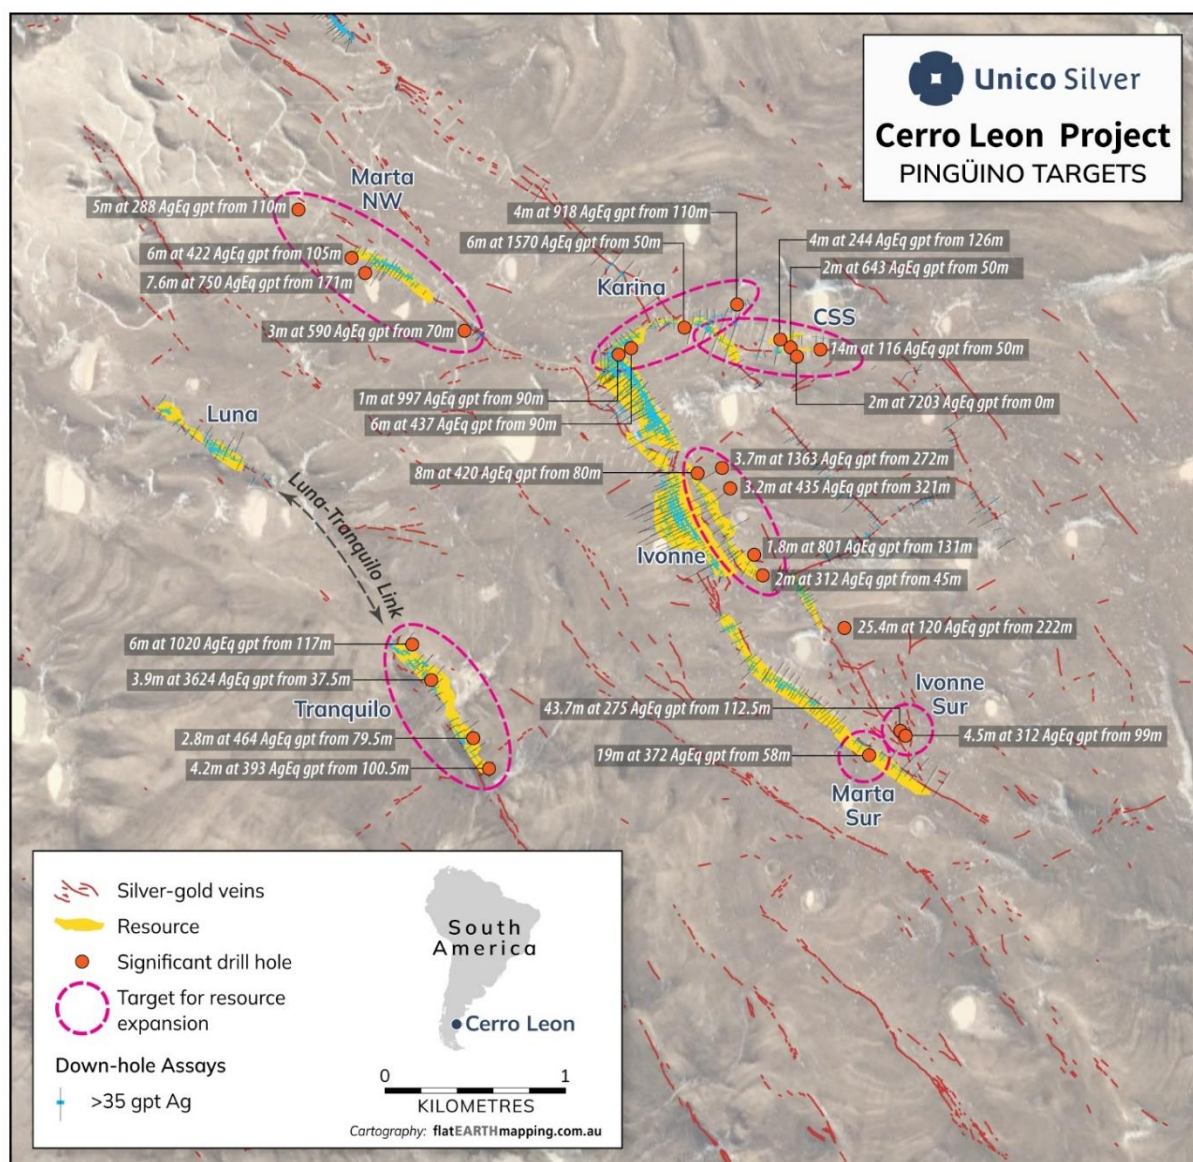 Unico Silver
Cerro Leon Project
PINGÜINO TARGETS
Marta
NW
5m at 288 AgEq gpt from 110m
6m at 422 AgEq gpt from 105m
7.6m at 750 AgEq gpt from 171m
3m at 590 AgEq gpt from 70m
4m at 918 AgEq gpt from 110m
6m at 1570 AgEq gpt from 50m
Karina
4m at 244 AgEq gpt from 126m
2m at 643 AgEq gpt from 50m
CSS
14m at 116 AgEq gpt from 50m
2m at 7203 AgEq gpt from 0m
1m at 997 AgEq gpt from 90m
6m at 437 AgEq gpt from 90m
Luna
Luna-Tranquilo Link
8m at 420 AgEq gpt from 80m
3.7m at 1363 AgEq gpt from 272m
3.2m at 435 AgEq gpt from 321m
Ivonne
1.8m at 801 AgEq gpt from 131m
2m at 312 AgEq gpt from 45m
25.4m at 120 AgEq gpt from 222m
6m at 1020 AgEq gpt from 117m
3.9m at 3624 AgEq gpt from 37.5m
Tranquilo
2.8m at 464 AgEq gpt from 79.5m
4.2m at 393 AgEq gpt from 100.5m
Ivonne
Sur
43.7m at 275 AgEq gpt from 112.5m
4.5m at 312 AgEq gpt from 99m
19m at 372 AgEq gpt from 58m
Marta
Sur
Silver-gold veins
Resource
Significant drill hole
Target for resource
expansion
Down-hole Assays
>35 gpt Ag
South
America
Cerro Leon
0 1
KILOMETRES
Cartography: flatEARTHmapping.com.au